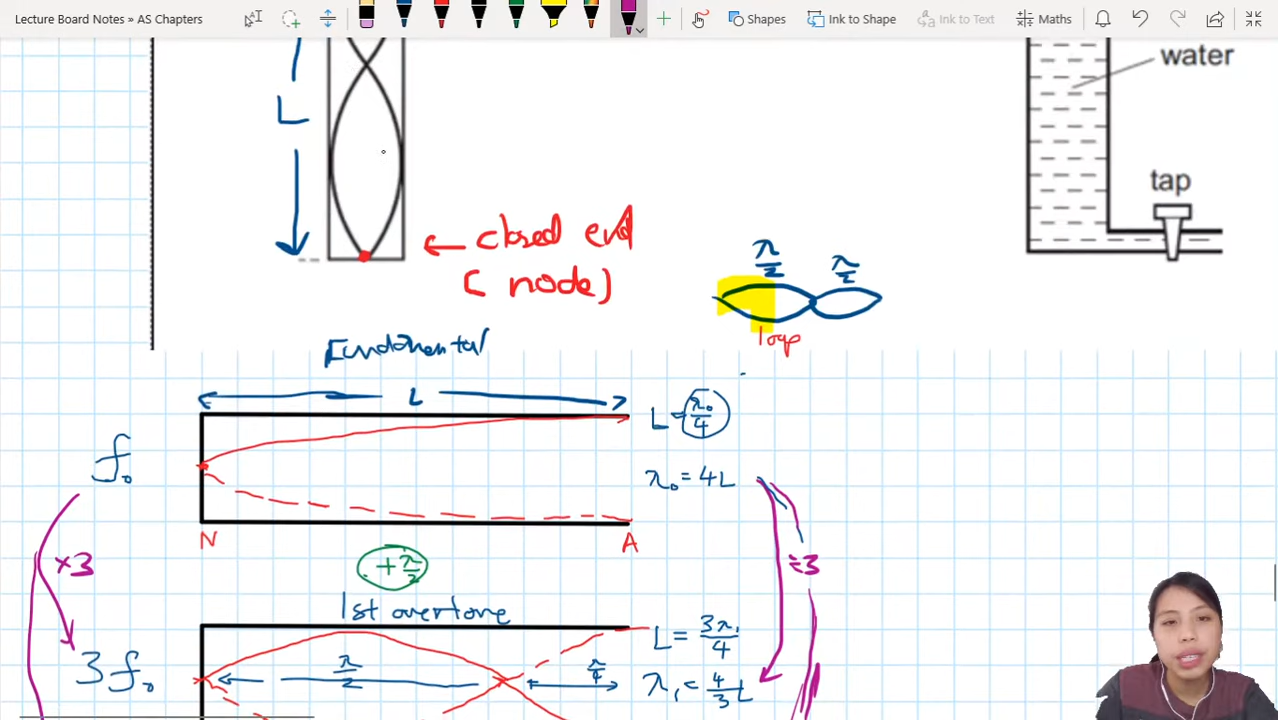 Lecture Board Notes » AS Chapters
Shapes
Ink to Shape
Ink to Text
Maths
water
L
tap
← closed end
( node)
λ/2 λ/2
loop
Fundamental
L
L = λ₀/4
f₀
λ₀ = 4L
N A
×3
+ λ/2
÷3
1st overtone
L = 3λ₁/4
3f₀
λ/2 λ/4
λ₁ = 4/3 L